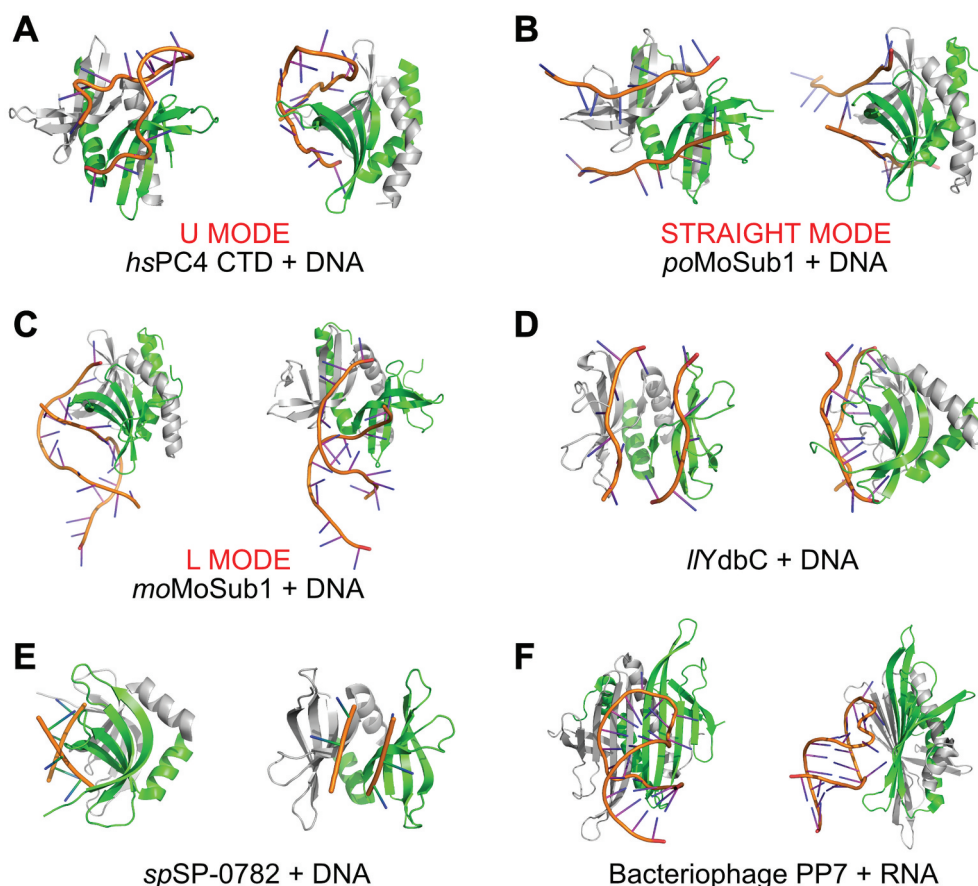 A
B
U MODE
hsPC4 CTD + DNA
STRAIGHT MODE
poMoSub1 + DNA
C
D
L MODE
moMoSub1 + DNA
llYdbC + DNA
E
F
spSP-0782 + DNA
Bacteriophage PP7 + RNA